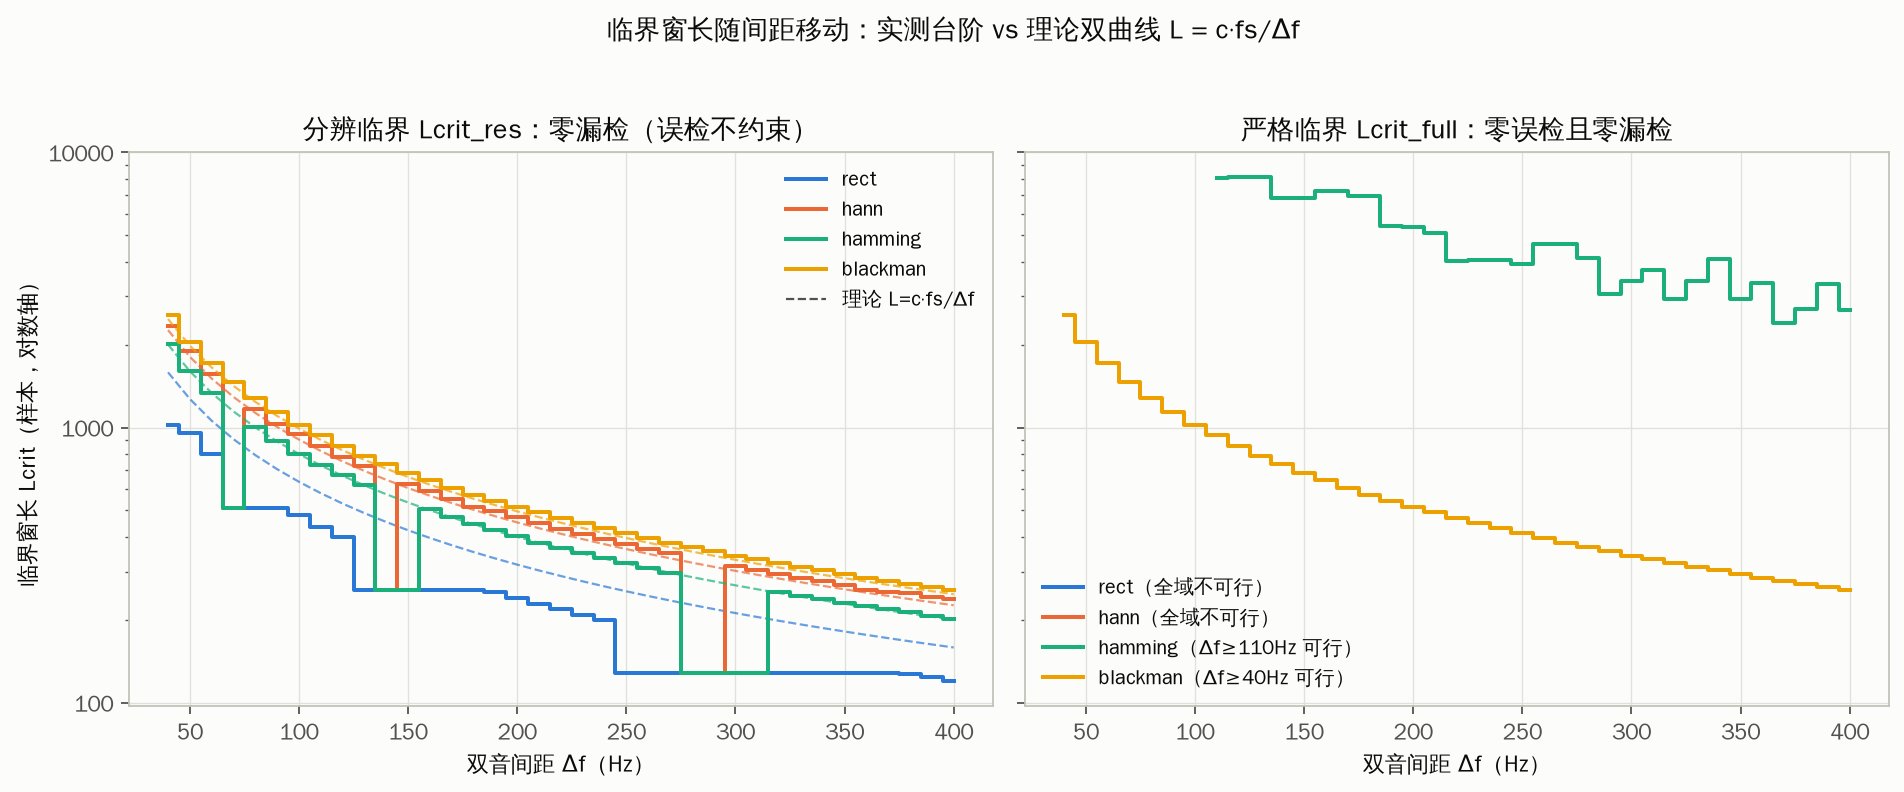 临界窗长随间距移动：实测台阶 vs 理论双曲线 L = c·fs/Δf
分辨临界 Lcrit_res：零漏检（误检不约束）
临界窗长 Lcrit（样本，对数轴）
10000
1000
100
rect
hann
hamming
blackman
理论 L=c·fs/Δf
50
100
150
200
250
300
350
400
双音间距 Δf（Hz）
严格临界 Lcrit_full：零误检且零漏检
rect（全域不可行）
hann（全域不可行）
hamming（Δf≥110Hz 可行）
blackman（Δf≥40Hz 可行）
50
100
150
200
250
300
350
400
双音间距 Δf（Hz）